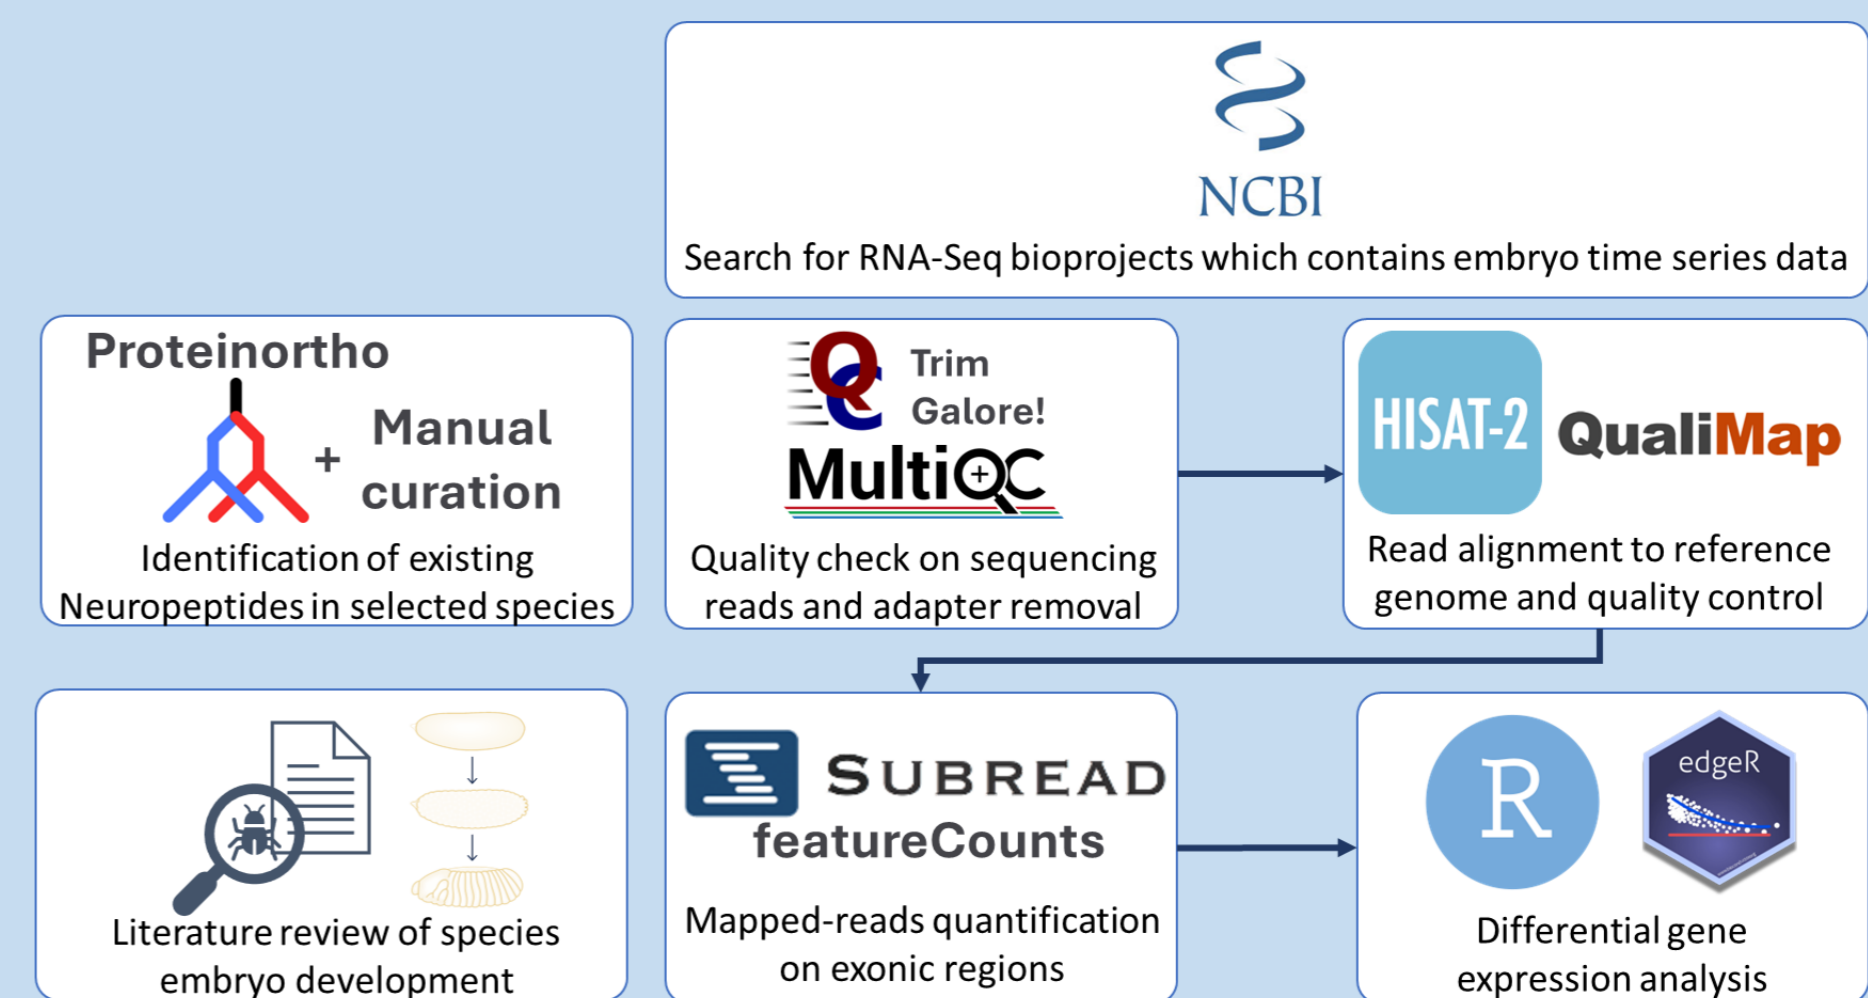 NCBI
Search for RNA-Seq bioprojects which contains embryo time series data
Proteinortho
+
Manual
curation
Identification of existing
Neuropeptides in selected species
QC
Trim
Galore!
MultiQC
Quality check on sequencing
reads and adapter removal
HISAT-2
QualiMap
Read alignment to reference
genome and quality control
Literature review of species
embryo development
SUBREAD
featureCounts
Mapped-reads quantification
on exonic regions
R
edgeR
Differential gene
expression analysis